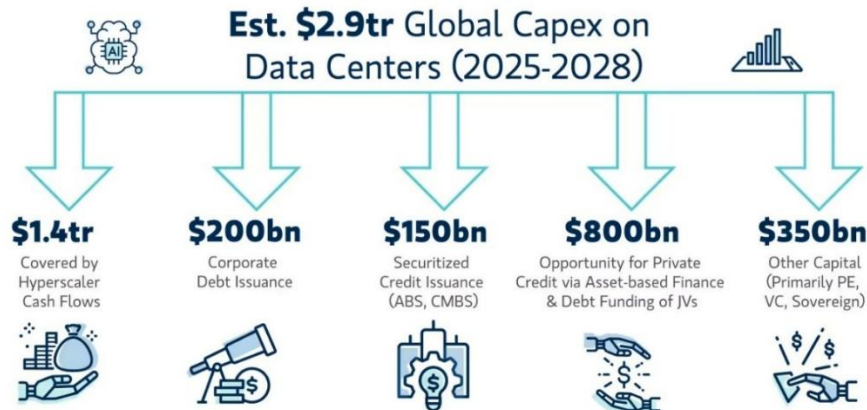 Est. $2.9tr Global Capex on
Data Centers (2025-2028)
AI
$1.4tr
Covered by
Hyperscaler
Cash Flows
$200bn
Corporate
Debt Issuance
$150bn
Securitized
Credit Issuance
(ABS, CMBS)
$800bn
Opportunity for Private
Credit via Asset-based Finance
& Debt Funding of JVs
$350bn
Other Capital
(Primarily PE,
VC, Sovereign)
$
$
$
$
$
$